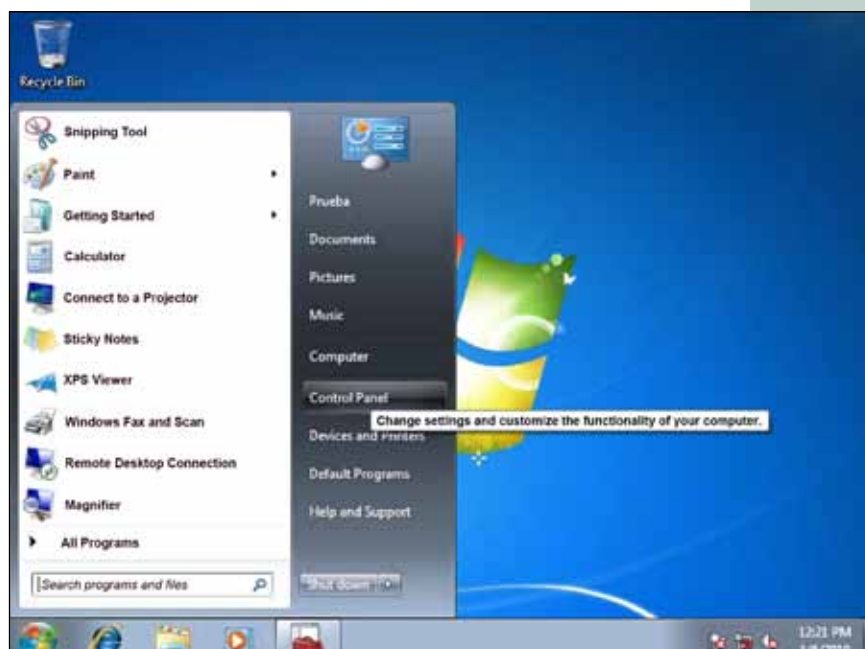 Recycle Bin
Snipping Tool
Paint
Getting Started
Calculator
Connect to a Projector
Sticky Notes
XPS Viewer
Windows Fax and Scan
Remote Desktop Connection
Magnifier
All Programs
Search programs and files
Prueba
Documents
Pictures
Music
Computer
Control Panel
Change settings and customize the functionality of your computer.
Devices and Printers
Default Programs
Help and Support
Shut down
12:21 PM